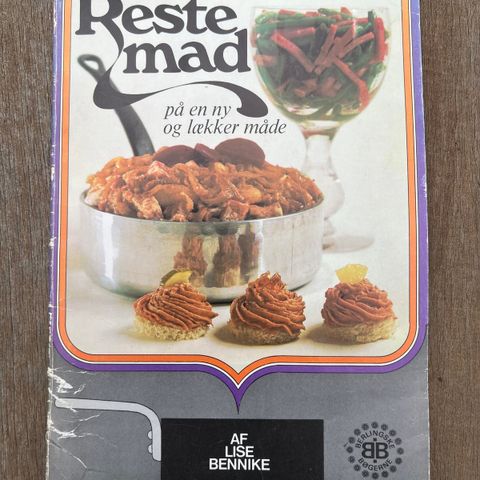 Reste
mad
på en ny
og lækker måde
AF
LISE
BENNIKE
BERLINGSKE
BB
BØGERNE